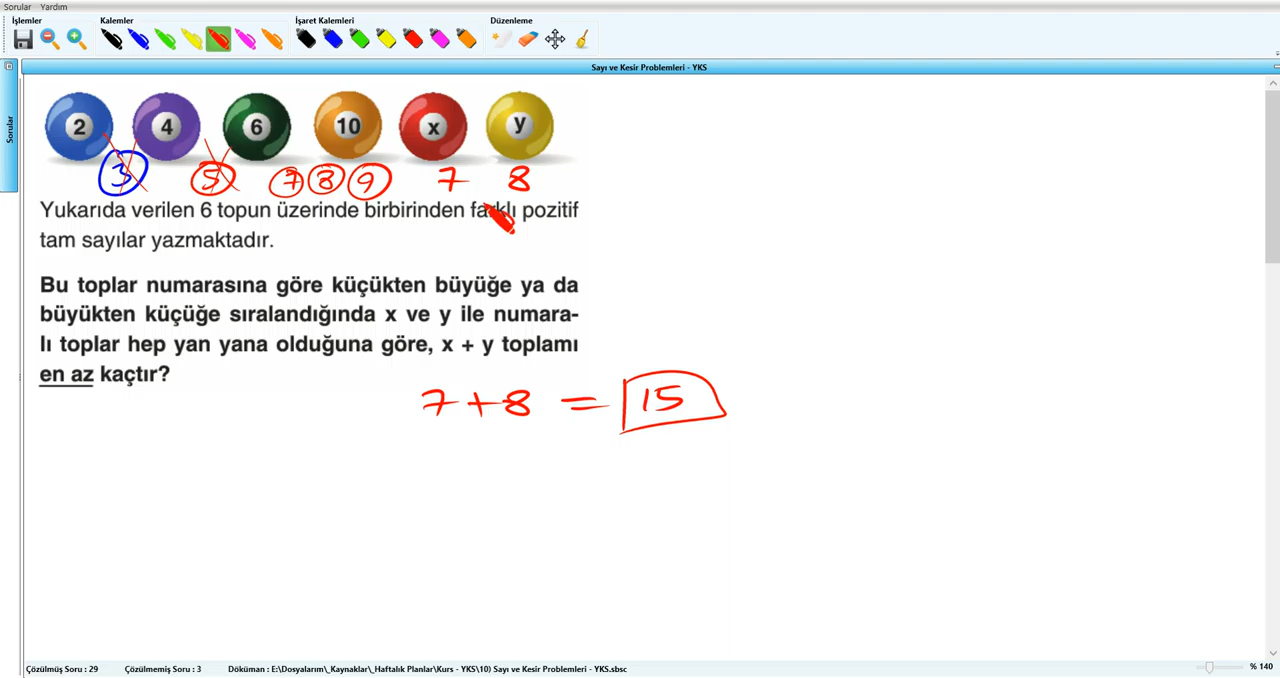 Sorular Yardım
İşlemler Kalemler İşaret Kalemleri Düzenleme
Sayı ve Kesir Problemleri - YKS
Sorular
2 4 6 10 x y
3 5 7 8 9 7 8
Yukarıda verilen 6 topun üzerinde birbirinden farklı pozitif
tam sayılar yazmaktadır.
Bu toplar numarasına göre küçükten büyüğe ya da
büyükten küçüğe sıralandığında x ve y ile numara-
lı toplar hep yan yana olduğuna göre, x + y toplamı
en az kaçtır?
7 + 8 = 15
Çözülmüş Soru : 29 Çözülmemiş Soru : 3 Döküman : E:\Dosyalarım\_Kaynaklar\_Haftalık Planlar\Kurs - YKS\10) Sayı ve Kesir Problemleri - YKS.sbsc % 140